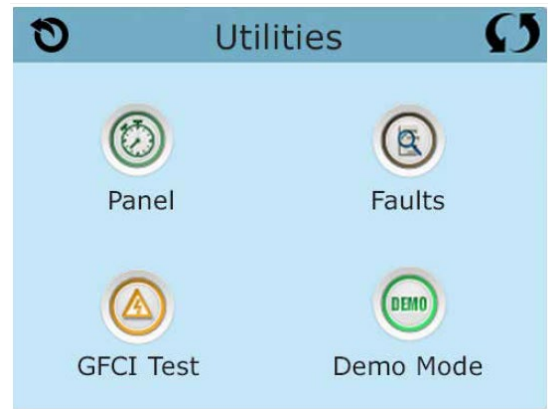 Utilities
Panel
Faults
DEMO
GFCI Test
Demo Mode